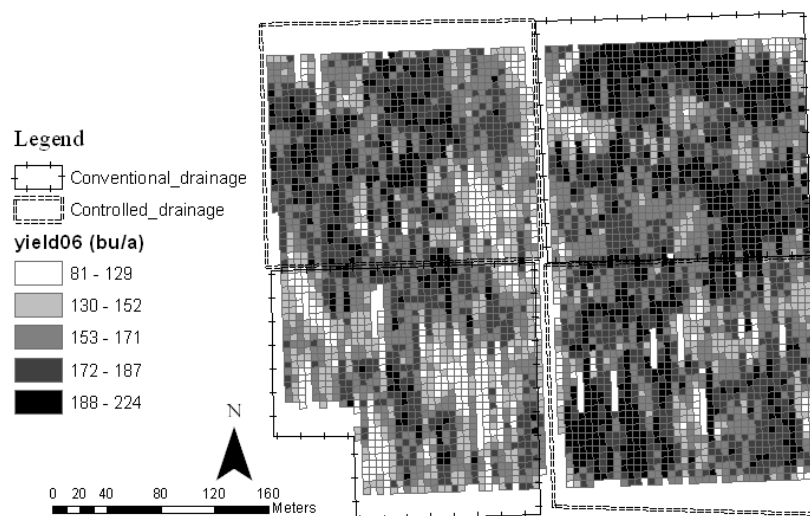 Legend
Conventional_drainage
Controlled_drainage
yield06 (bu/a)
81 - 129
130 - 152
153 - 171
172 - 187
188 - 224
N
0 20 40 80 120 160
Meters